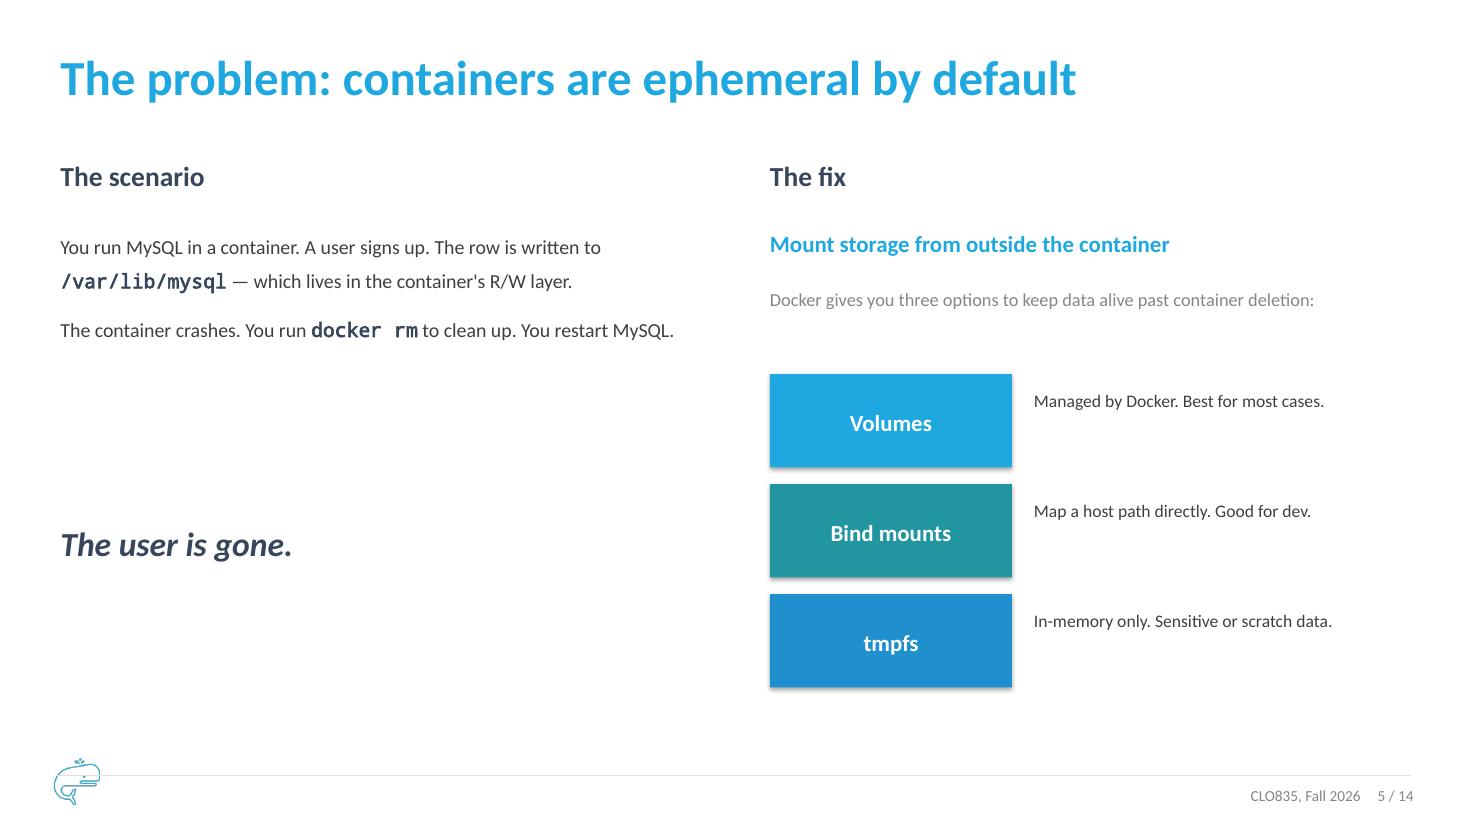 The problem: containers are ephemeral by default
The scenario
You run MySQL in a container. A user signs up. The row is written to
/var/lib/mysql — which lives in the container's R/W layer.
The container crashes. You run docker rm to clean up. You restart MySQL.
The user is gone.
The fix
Mount storage from outside the container
Docker gives you three options to keep data alive past container deletion:
Volumes
Managed by Docker. Best for most cases.
Bind mounts
Map a host path directly. Good for dev.
tmpfs
In-memory only. Sensitive or scratch data.
CLO835, Fall 2026 5 / 14